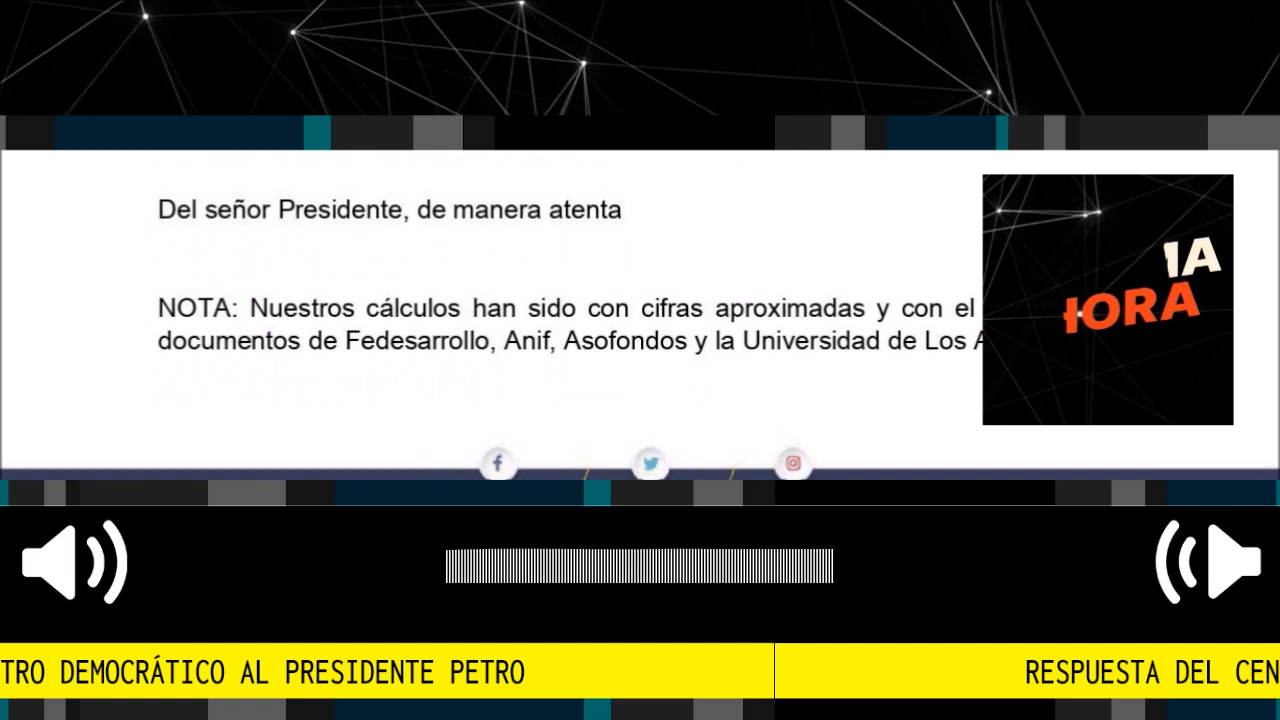 Del señor Presidente, de manera atenta
NOTA: Nuestros cálculos han sido con cifras aproximadas y con el
documentos de Fedesarrollo, Anif, Asofondos y la Universidad de Los
IA
HORA
TRO DEMOCRÁTICO AL PRESIDENTE PETRO
RESPUESTA DEL CEN